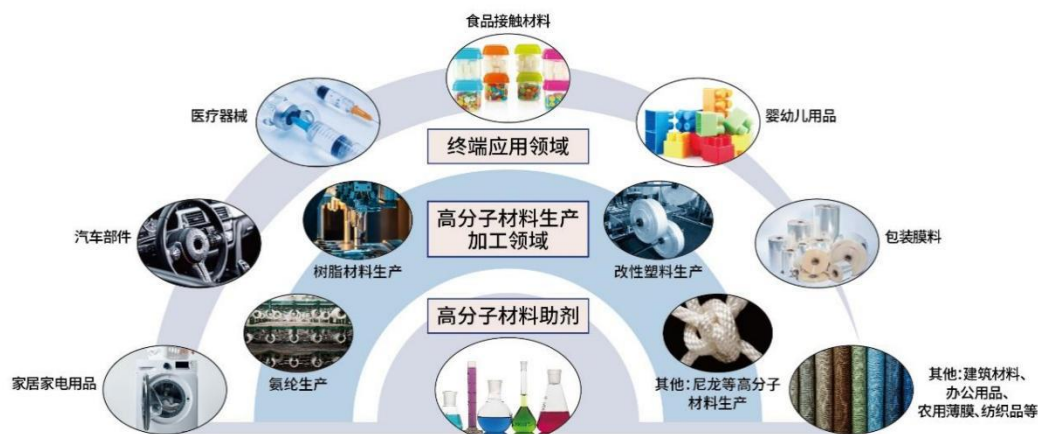 食品接触材料
医疗器械
婴幼儿用品
终端应用领域
汽车部件
高分子材料生产
加工领域
包装膜料
树脂材料生产
改性塑料生产
高分子材料助剂
家居家电用品
氨纶生产
其他:尼龙等高分子
材料生产
其他:建筑材料、
办公用品、
农用薄膜、纺织品等